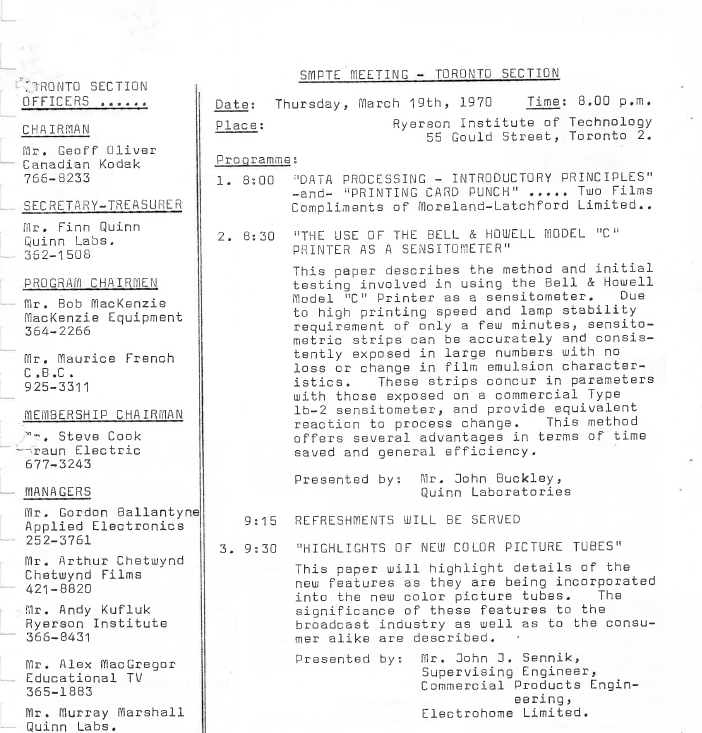 TORONTO SECTION
OFFICERS ......
CHAIRMAN
Mr. Geoff Oliver
Canadian Kodak
766-8233
SECRETARY-TREASURER
Mr. Finn Quinn
Quinn Labs.
362-1508
PROGRAM CHAIRMEN
Mr. Bob MacKenzie
MacKenzie Equipment
364-2266
Mr. Maurice French
C.B.C.
925-3311
MEMBERSHIP CHAIRMAN
Mr. Steve Cook
Braun Electric
677-3243
MANAGERS
Mr. Gordon Ballantyne
Applied Electronics
252-3761
Mr. Arthur Chetwynd
Chetwynd Films
421-8820
Mr. Andy Kufluk
Ryerson Institute
366-8431
Mr. Alex MacGregor
Educational TV
365-1883
Mr. Murray Marshall
Quinn Labs.
SMPTE MEETING - TORONTO SECTION
Date: Thursday, March 19th, 1970 Time: 8.00 p.m.
Place: Ryerson Institute of Technology
55 Gould Street, Toronto 2.
Programme:
1. 8:00 "DATA PROCESSING - INTRODUCTORY PRINCIPLES"
-and- "PRINTING CARD PUNCH" ..... Two Films
Compliments of Moreland-Latchford Limited..
2. 8:30 "THE USE OF THE BELL & HOWELL MODEL "C"
PRINTER AS A SENSITOMETER"
This paper describes the method and initial
testing involved in using the Bell & Howell
Model "C" Printer as a sensitometer. Due
to high printing speed and lamp stability
requirement of only a few minutes, sensito-
metric strips can be accurately and consis-
tently exposed in large numbers with no
loss or change in film emulsion character-
istics. These strips concur in parameters
with those exposed on a commercial Type
1b-2 sensitometer, and provide equivalent
reaction to process change. This method
offers several advantages in terms of time
saved and general efficiency.
Presented by: Mr. John Buckley,
Quinn Laboratories
9:15 REFRESHMENTS WILL BE SERVED
3. 9:30 "HIGHLIGHTS OF NEW COLOR PICTURE TUBES"
This paper will highlight details of the
new features as they are being incorporated
into the new color picture tubes. The
significance of these features to the
broadcast industry as well as to the consu-
mer alike are described.
Presented by: Mr. John J. Sennik,
Supervising Engineer,
Commercial Products Engin-
eering,
Electrohome Limited.